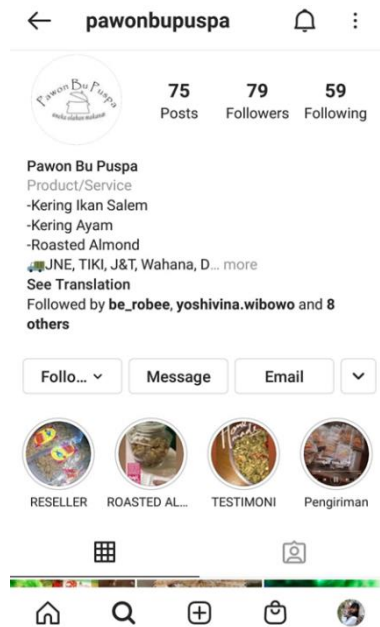 pawonbupuspa
Pawon Bu Puspa
aneka olahan makanan
75 79 59
Posts Followers Following
Pawon Bu Puspa
Product/Service
-Kering Ikan Salem
-Kering Ayam
-Roasted Almond
🚛JNE, TIKI, J&T, Wahana, D... more
See Translation
Followed by be_robee, yoshivina.wibowo and 8
others
Follo... Message Email
RESELLER ROASTED AL... TESTIMONI Pengiriman